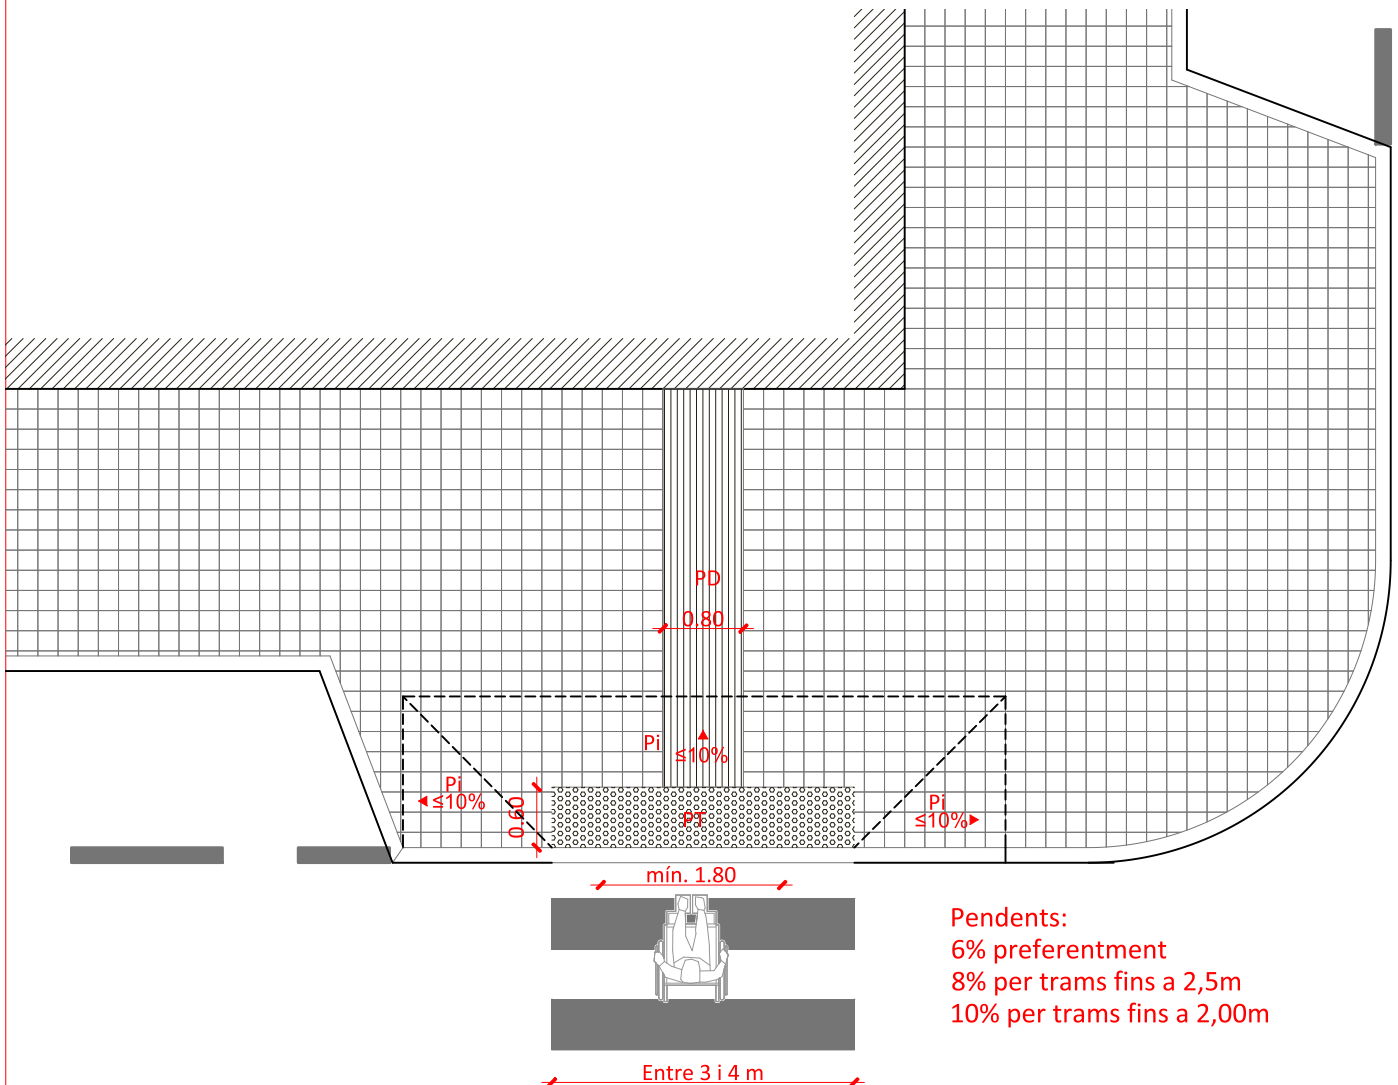 PD
0.80
Pi
≤10%
Pi
≤10%
0.60
PT
Pi
≤10%
mín. 1.80
Pendents:
6% preferentment
8% per trams fins a 2,5m
10% per trams fins a 2,00m
Entre 3 i 4 m